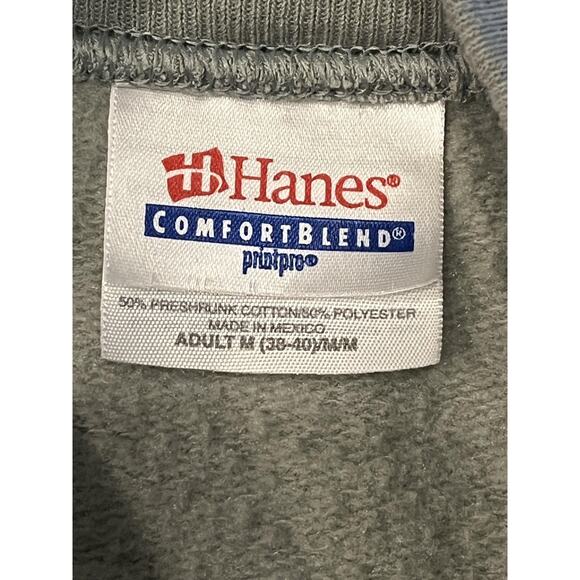 Hanes®
COMFORTBLEND®
printpro®
50% PRESHRUNK COTTON/50% POLYESTER
MADE IN MEXICO
ADULT M (38-40)/M/M